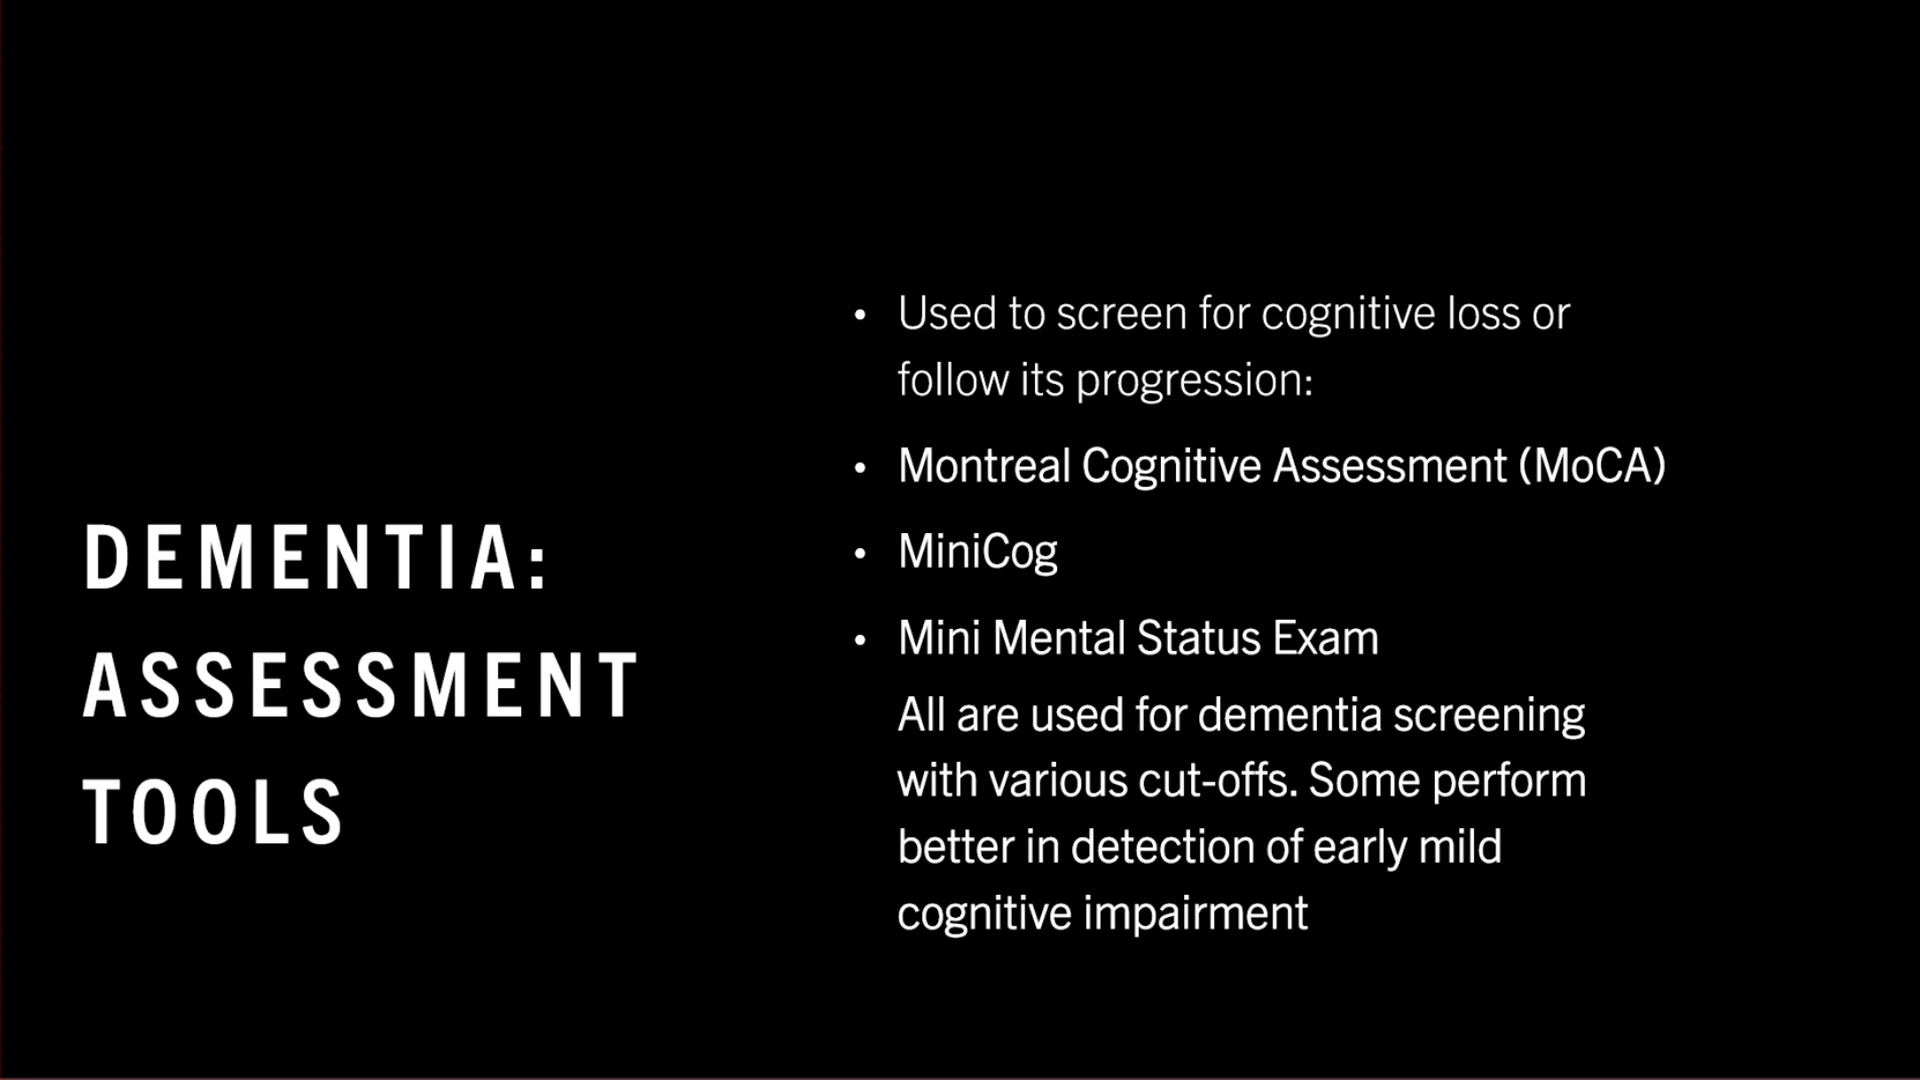 DEMENTIA:
ASSESSMENT
TOOLS
• Used to screen for cognitive loss or
follow its progression:
• Montreal Cognitive Assessment (MoCA)
• MiniCog
• Mini Mental Status Exam
All are used for dementia screening
with various cut-offs. Some perform
better in detection of early mild
cognitive impairment